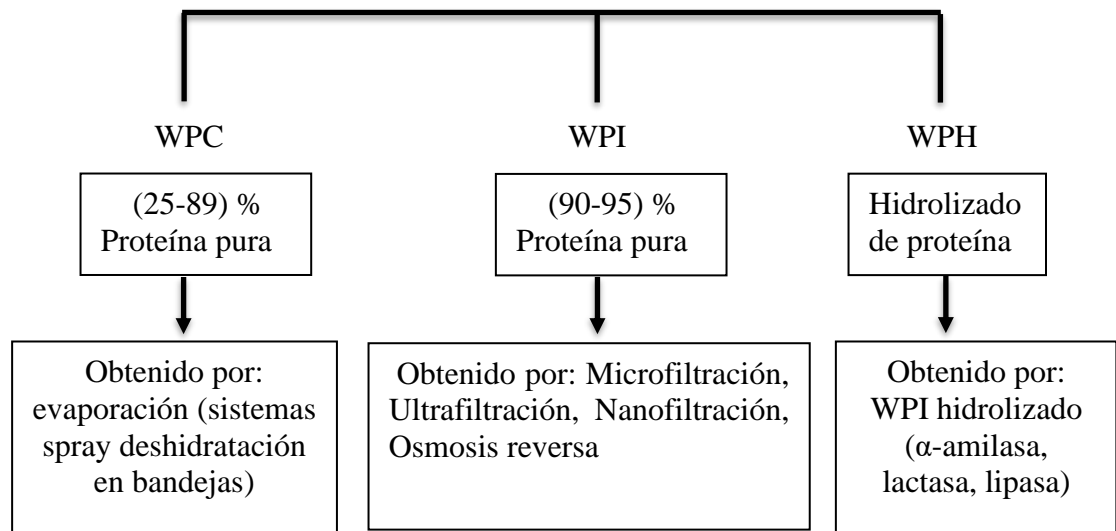 WPC
WPI
WPH
(25-89) %
Proteína pura
(90-95) %
Proteína pura
Hidrolizado
de proteína
Obtenido por:
evaporación (sistemas
spray deshidratación
en bandejas)
Obtenido por: Microfiltración,
Ultrafiltración, Nanofiltración,
Osmosis reversa
Obtenido por:
WPI hidrolizado
(α-amilasa,
lactasa, lipasa)